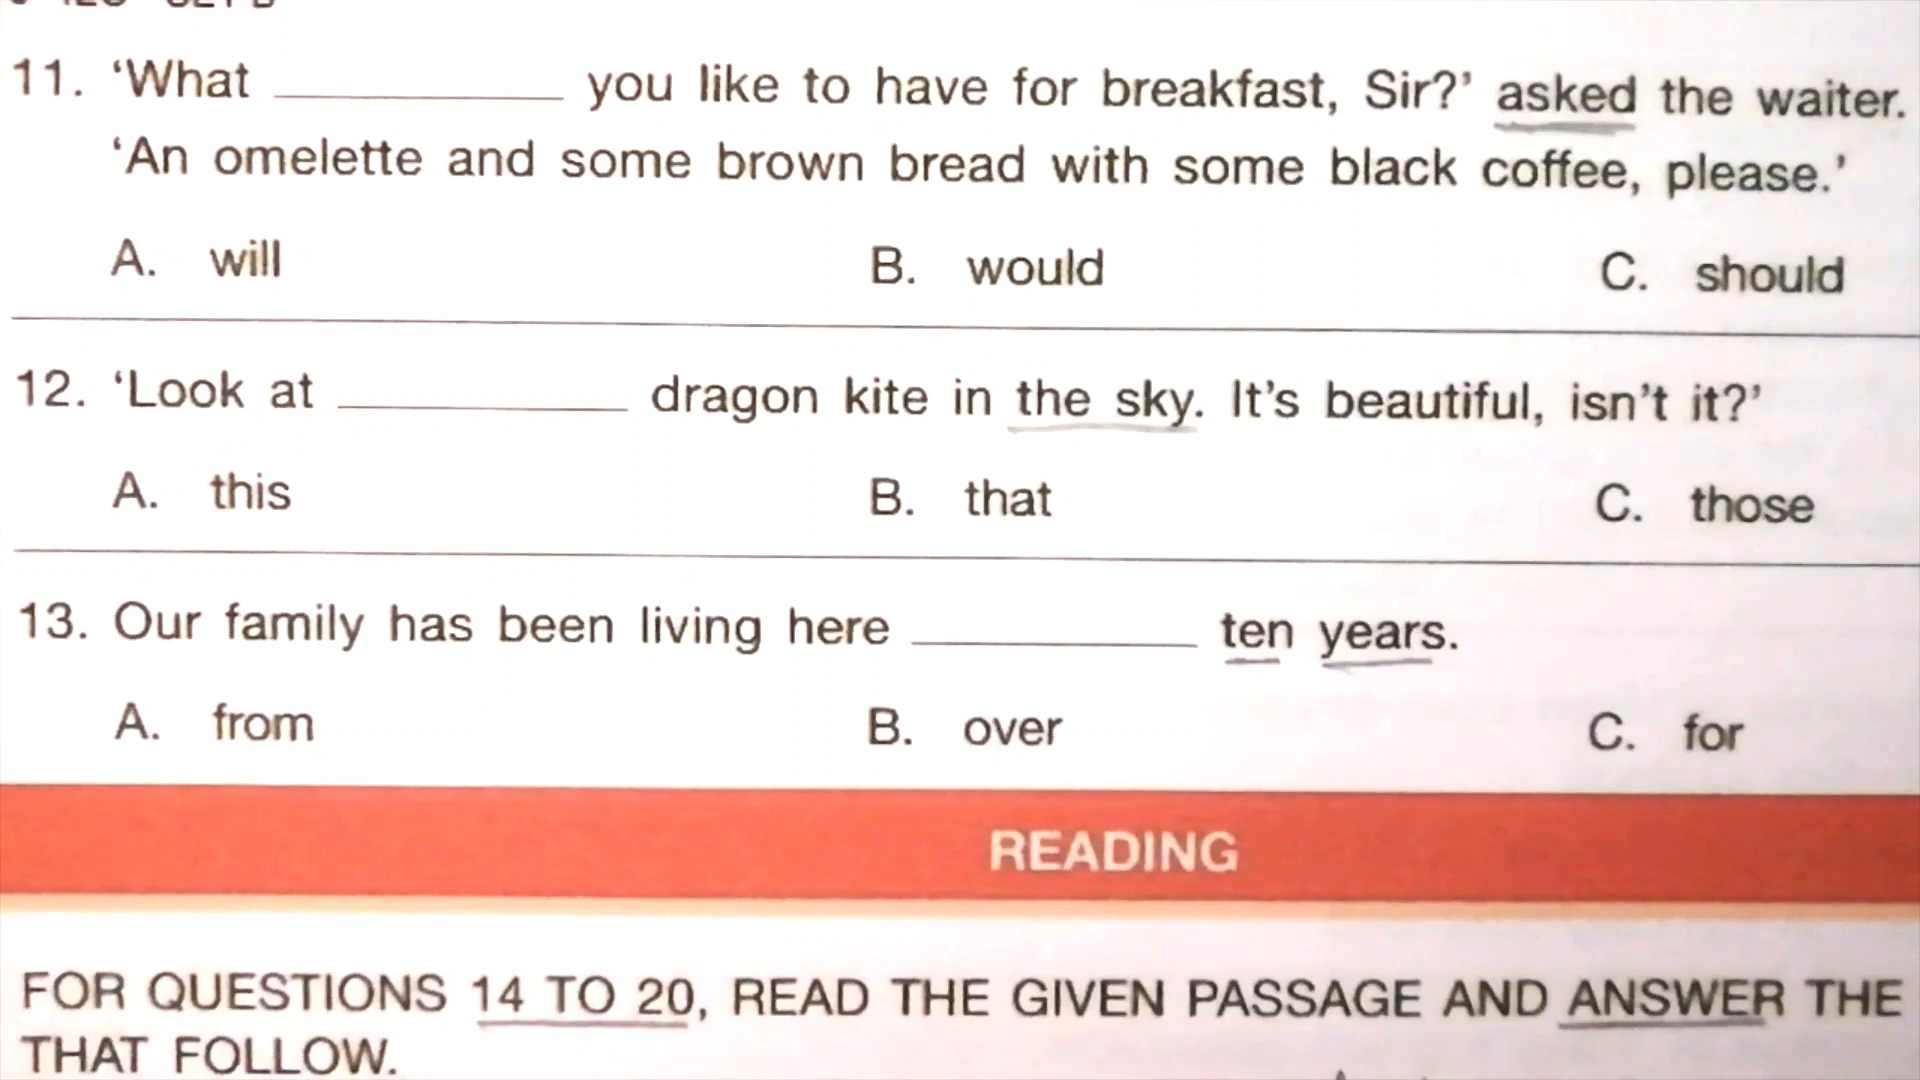 11. ‘What __________ you like to have for breakfast, Sir?’ asked the waiter.
‘An omelette and some brown bread with some black coffee, please.’
A. will B. would C. should
12. ‘Look at __________ dragon kite in the sky. It’s beautiful, isn’t it?’
A. this B. that C. those
13. Our family has been living here __________ ten years.
A. from B. over C. for
READING
FOR QUESTIONS 14 TO 20, READ THE GIVEN PASSAGE AND ANSWER THE
THAT FOLLOW.